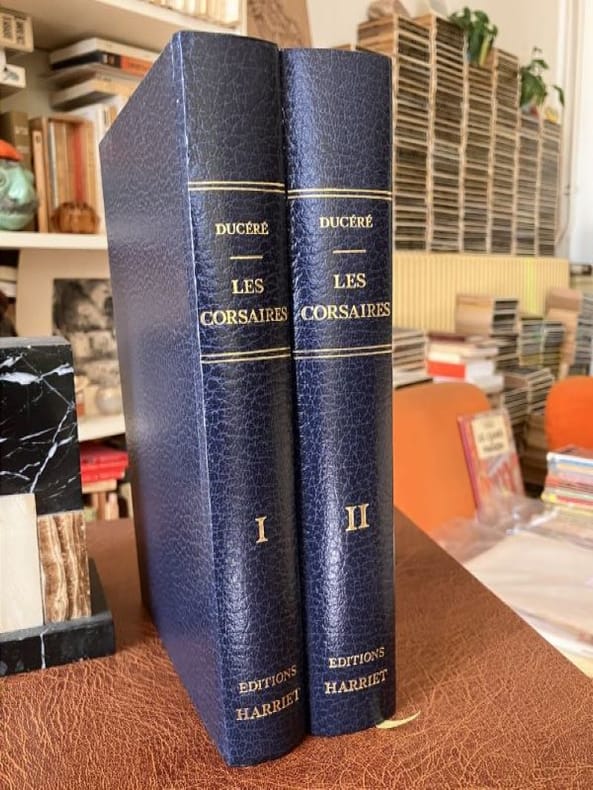 DUCÉRÉ
LES
CORSAIRES
I
EDITIONS
HARRIET
DUCÉRÉ
LES
CORSAIRES
II
EDITIONS
HARRIET